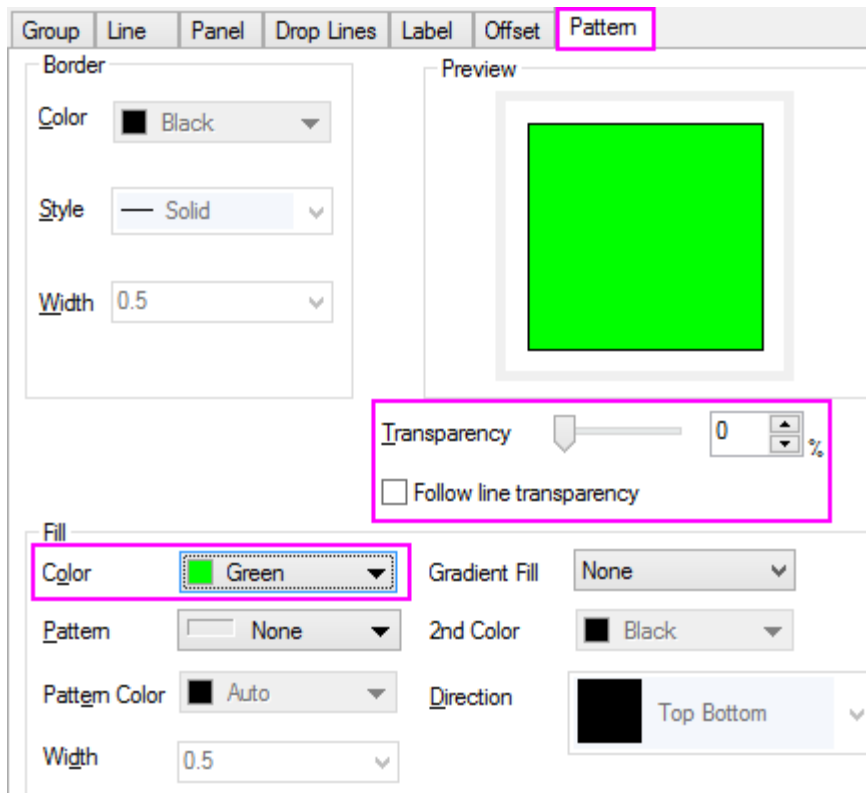 Group Line Panel Drop Lines Label Offset Pattern
Border
Preview
Color Black
Style Solid
Width 0.5
Transparency 0 %
Follow line transparency
Fill
Color Green Gradient Fill None
Pattern None 2nd Color Black
Pattern Color Auto Direction Top Bottom
Width 0.5